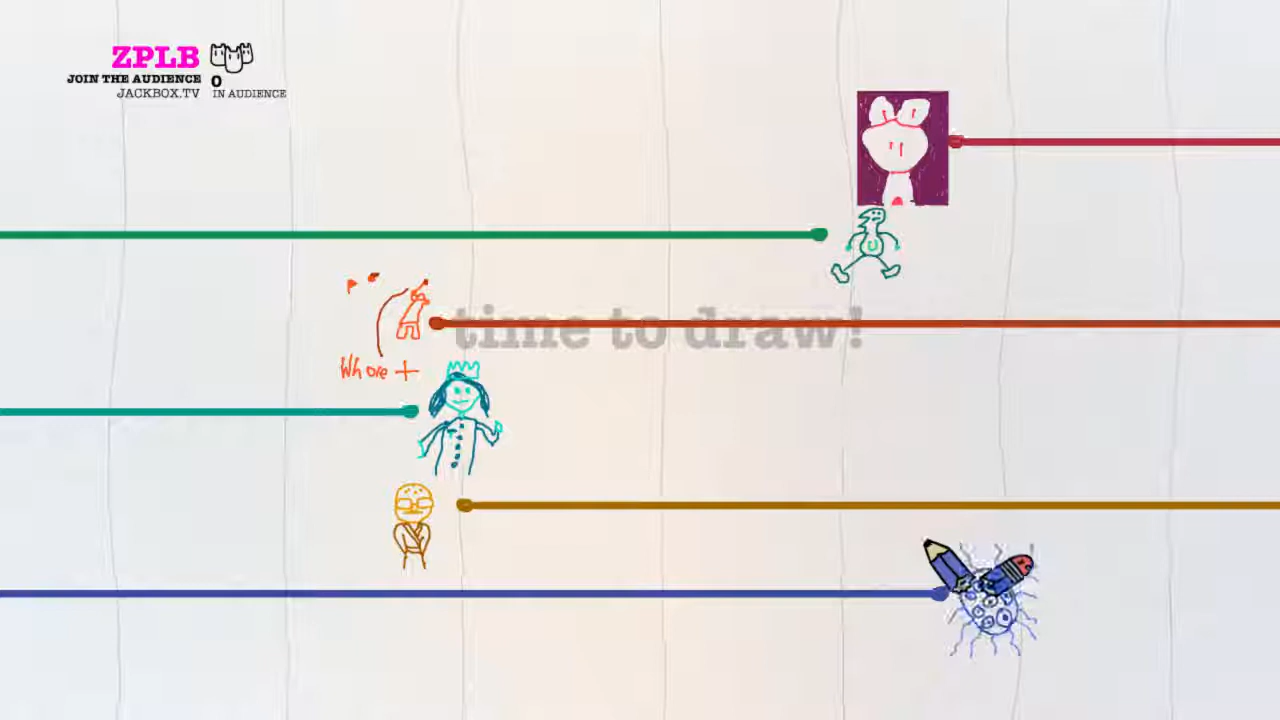 ZPLB
JOIN THE AUDIENCE
JACKBOX.TV
0
IN AUDIENCE
time to draw!
Whore +
U